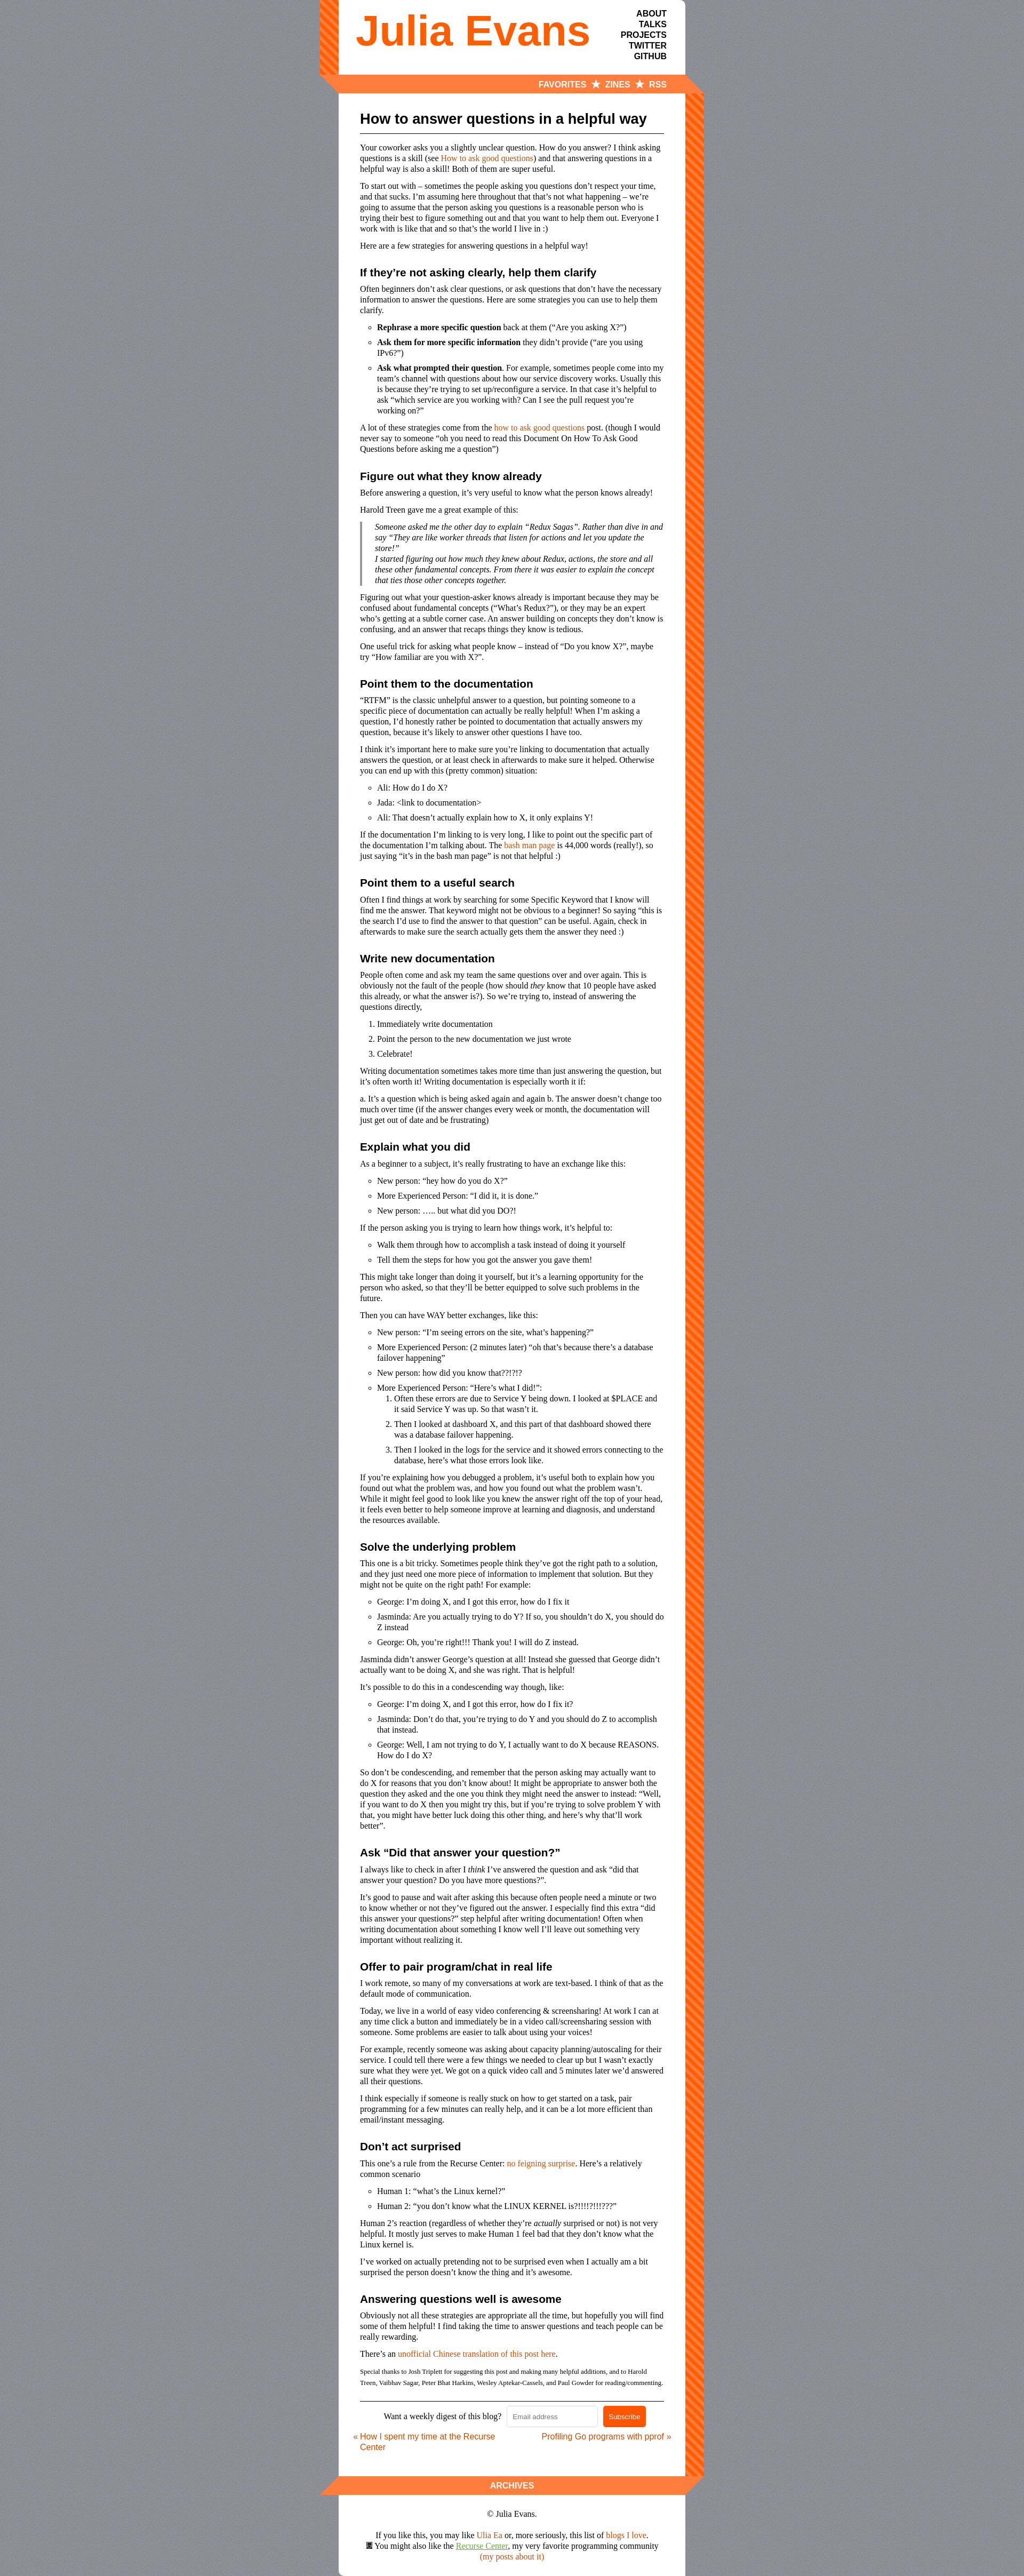 Julia Evans
ABOUT
TALKS
PROJECTS
TWITTER
GITHUB
FAVORITES ★ ZINES ★ RSS
How to answer questions in a helpful way
Your coworker asks you a slightly unclear question. How do you answer? I think asking
questions is a skill (see How to ask good questions) and that answering questions in a
helpful way is also a skill! Both of them are super useful.
To start out with – sometimes the people asking you questions don’t respect your time,
and that sucks. I’m assuming here throughout that that’s not what happening – we’re
going to assume that the person asking you questions is a reasonable person who is
trying their best to figure something out and that you want to help them out. Everyone I
work with is like that and so that’s the world I live in :)
Here are a few strategies for answering questions in a helpful way!
If they’re not asking clearly, help them clarify
Often beginners don’t ask clear questions, or ask questions that don’t have the necessary
information to answer the questions. Here are some strategies you can use to help them
clarify.
Rephrase a more specific question back at them (“Are you asking X?”)
Ask them for more specific information they didn’t provide (“are you using
IPv6?”)
Ask what prompted their question. For example, sometimes people come into my
team’s channel with questions about how our service discovery works. Usually this
is because they’re trying to set up/reconfigure a service. In that case it’s helpful to
ask “which service are you working with? Can I see the pull request you’re
working on?”
A lot of these strategies come from the how to ask good questions post. (though I would
never say to someone “oh you need to read this Document On How To Ask Good
Questions before asking me a question”)
Figure out what they know already
Before answering a question, it’s very useful to know what the person knows already!
Harold Treen gave me a great example of this:
Someone asked me the other day to explain “Redux Sagas”. Rather than dive in and
say “They are like worker threads that listen for actions and let you update the
store!”
I started figuring out how much they knew about Redux, actions, the store and all
these other fundamental concepts. From there it was easier to explain the concept
that ties those other concepts together.
Figuring out what your question-asker knows already is important because they may be
confused about fundamental concepts (“What’s Redux?”), or they may be an expert
who’s getting at a subtle corner case. An answer building on concepts they don’t know is
confusing, and an answer that recaps things they know is tedious.
One useful trick for asking what people know – instead of “Do you know X?”, maybe
try “How familiar are you with X?”.
Point them to the documentation
“RTFM” is the classic unhelpful answer to a question, but pointing someone to a
specific piece of documentation can actually be really helpful! When I’m asking a
question, I’d honestly rather be pointed to documentation that actually answers my
question, because it’s likely to answer other questions I have too.
I think it’s important here to make sure you’re linking to documentation that actually
answers the question, or at least check in afterwards to make sure it helped. Otherwise
you can end up with this (pretty common) situation:
Ali: How do I do X?
Jada: <link to documentation>
Ali: That doesn’t actually explain how to X, it only explains Y!
If the documentation I’m linking to is very long, I like to point out the specific part of
the documentation I’m talking about. The bash man page is 44,000 words (really!), so
just saying “it’s in the bash man page” is not that helpful :)
Point them to a useful search
Often I find things at work by searching for some Specific Keyword that I know will
find me the answer. That keyword might not be obvious to a beginner! So saying “this is
the search I’d use to find the answer to that question” can be useful. Again, check in
afterwards to make sure the search actually gets them the answer they need :)
Write new documentation
People often come and ask my team the same questions over and over again. This is
obviously not the fault of the people (how should they know that 10 people have asked
this already, or what the answer is?). So we’re trying to, instead of answering the
questions directly,
1. Immediately write documentation
2. Point the person to the new documentation we just wrote
3. Celebrate!
Writing documentation sometimes takes more time than just answering the question, but
it’s often worth it! Writing documentation is especially worth it if:
a. It’s a question which is being asked again and again b. The answer doesn’t change too
much over time (if the answer changes every week or month, the documentation will
just get out of date and be frustrating)
Explain what you did
As a beginner to a subject, it’s really frustrating to have an exchange like this:
New person: “hey how do you do X?”
More Experienced Person: “I did it, it is done.”
New person: ….. but what did you DO?!
If the person asking you is trying to learn how things work, it’s helpful to:
Walk them through how to accomplish a task instead of doing it yourself
Tell them the steps for how you got the answer you gave them!
This might take longer than doing it yourself, but it’s a learning opportunity for the
person who asked, so that they’ll be better equipped to solve such problems in the
future.
Then you can have WAY better exchanges, like this:
New person: “I’m seeing errors on the site, what’s happening?”
More Experienced Person: (2 minutes later) “oh that’s because there’s a database
failover happening”
New person: how did you know that??!?!?
More Experienced Person: “Here’s what I did!”:
1. Often these errors are due to Service Y being down. I looked at $PLACE and
it said Service Y was up. So that wasn’t it.
2. Then I looked at dashboard X, and this part of that dashboard showed there
was a database failover happening.
3. Then I looked in the logs for the service and it showed errors connecting to the
database, here’s what those errors look like.
If you’re explaining how you debugged a problem, it’s useful both to explain how you
found out what the problem was, and how you found out what the problem wasn’t.
While it might feel good to look like you knew the answer right off the top of your head,
it feels even better to help someone improve at learning and diagnosis, and understand
the resources available.
Solve the underlying problem
This one is a bit tricky. Sometimes people think they’ve got the right path to a solution,
and they just need one more piece of information to implement that solution. But they
might not be quite on the right path! For example:
George: I’m doing X, and I got this error, how do I fix it
Jasminda: Are you actually trying to do Y? If so, you shouldn’t do X, you should do
Z instead
George: Oh, you’re right!!! Thank you! I will do Z instead.
Jasminda didn’t answer George’s question at all! Instead she guessed that George didn’t
actually want to be doing X, and she was right. That is helpful!
It’s possible to do this in a condescending way though, like:
George: I’m doing X, and I got this error, how do I fix it?
Jasminda: Don’t do that, you’re trying to do Y and you should do Z to accomplish
that instead.
George: Well, I am not trying to do Y, I actually want to do X because REASONS.
How do I do X?
So don’t be condescending, and remember that the person asking may actually want to
do X for reasons that you don’t know about! It might be appropriate to answer both the
question they asked and the one you think they might need the answer to instead: “Well,
if you want to do X then you might try this, but if you’re trying to solve problem Y with
that, you might have better luck doing this other thing, and here’s why that’ll work
better”.
Ask “Did that answer your question?”
I always like to check in after I think I’ve answered the question and ask “did that
answer your question? Do you have more questions?”.
It’s good to pause and wait after asking this because often people need a minute or two
to know whether or not they’ve figured out the answer. I especially find this extra “did
this answer your questions?” step helpful after writing documentation! Often when
writing documentation about something I know well I’ll leave out something very
important without realizing it.
Offer to pair program/chat in real life
I work remote, so many of my conversations at work are text-based. I think of that as the
default mode of communication.
Today, we live in a world of easy video conferencing & screensharing! At work I can at
any time click a button and immediately be in a video call/screensharing session with
someone. Some problems are easier to talk about using your voices!
For example, recently someone was asking about capacity planning/autoscaling for their
service. I could tell there were a few things we needed to clear up but I wasn’t exactly
sure what they were yet. We got on a quick video call and 5 minutes later we’d answered
all their questions.
I think especially if someone is really stuck on how to get started on a task, pair
programming for a few minutes can really help, and it can be a lot more efficient than
email/instant messaging.
Don’t act surprised
This one’s a rule from the Recurse Center: no feigning surprise. Here’s a relatively
common scenario
Human 1: “what’s the Linux kernel?”
Human 2: “you don’t know what the LINUX KERNEL is?!!!!?!!!???”
Human 2’s reaction (regardless of whether they’re actually surprised or not) is not very
helpful. It mostly just serves to make Human 1 feel bad that they don’t know what the
Linux kernel is.
I’ve worked on actually pretending not to be surprised even when I actually am a bit
surprised the person doesn’t know the thing and it’s awesome.
Answering questions well is awesome
Obviously not all these strategies are appropriate all the time, but hopefully you will find
some of them helpful! I find taking the time to answer questions and teach people can be
really rewarding.
There’s an unofficial Chinese translation of this post here.
Special thanks to Josh Triplett for suggesting this post and making many helpful additions, and to Harold
Treen, Vaibhav Sagar, Peter Bhat Harkins, Wesley Aptekar-Cassels, and Paul Gowder for reading/commenting.
Want a weekly digest of this blog? Email address Subscribe
« How I spent my time at the Recurse
Center
Profiling Go programs with pprof »
ARCHIVES
© Julia Evans.
If you like this, you may like Ulia Ea or, more seriously, this list of blogs I love.
You might also like the Recurse Center, my very favorite programming community
(my posts about it)